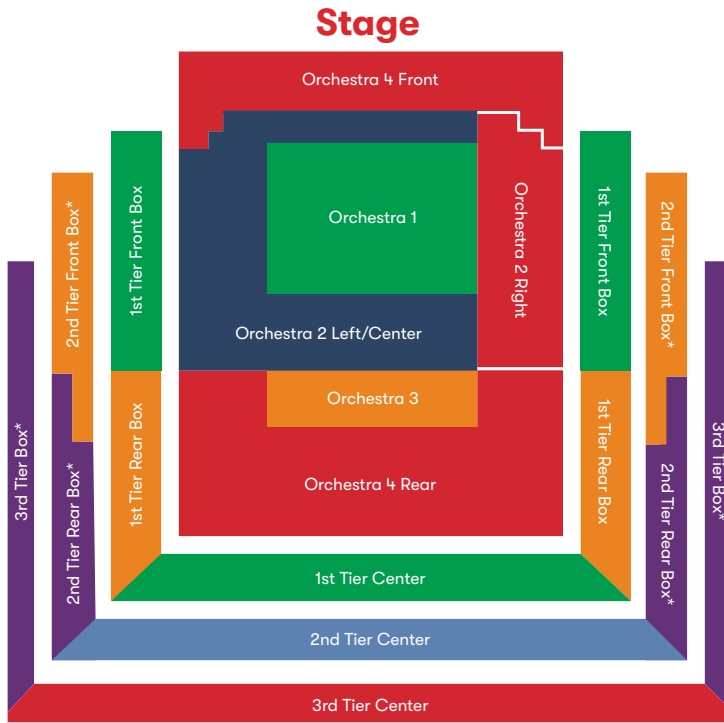 Stage
Orchestra 4 Front
2nd Tier Front Box*
1st Tier Front Box
Orchestra 1
Orchestra 2 Right
1st Tier Front Box
2nd Tier Front Box*
Orchestra 2 Left/Center
3rd Tier Box*
2nd Tier Rear Box*
1st Tier Rear Box
Orchestra 3
Orchestra 4 Rear
1st Tier Rear Box
2nd Tier Rear Box*
3rd Tier Box*
1st Tier Center
2nd Tier Center
3rd Tier Center